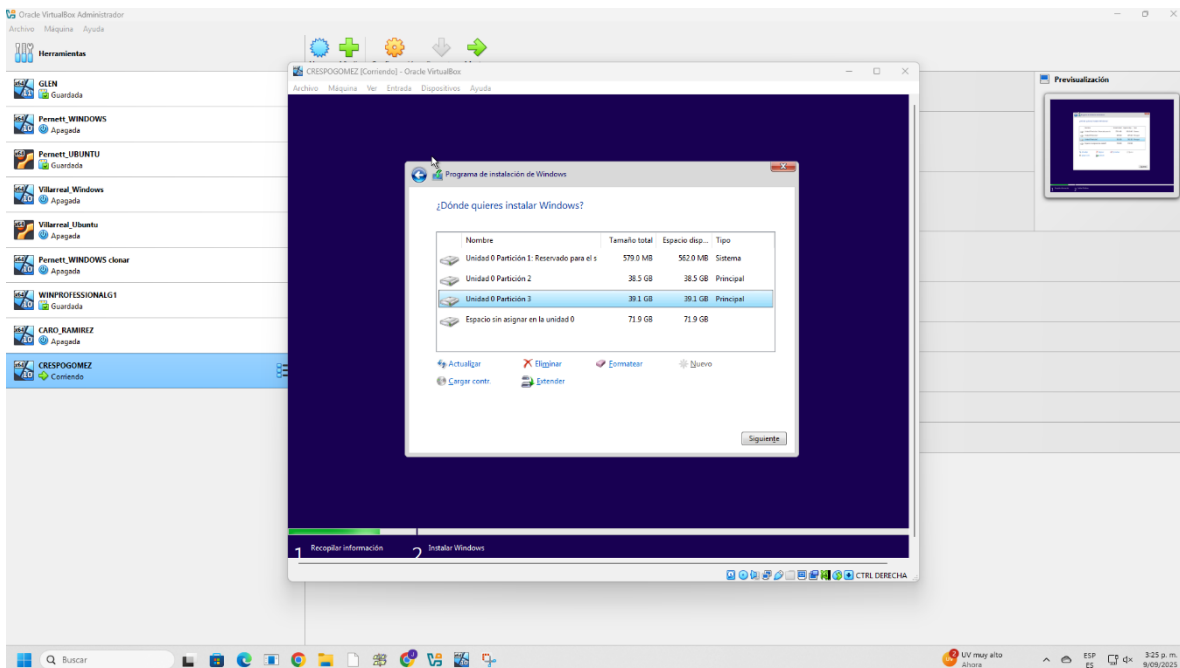 Oracle VirtualBox Administrador
Archivo Máquina Ayuda
Herramientas
GLEN
Guardada
Pernett_WINDOWS
Apagada
Pernett_UBUNTU
Guardada
Villarreal_Windows
Apagada
Villarreal_Ubuntu
Apagada
Pernett_WINDOWS clonar
Apagada
WINPROFESSIONALG1
Guardada
CARO_RAMIREZ
Apagada
CRESPOGOMEZ
Corriendo
CRESPOGOMEZ [Corriendo] - Oracle VirtualBox
Archivo Máquina Ver Entrada Dispositivos Ayuda
Programa de instalación de Windows
¿Dónde quieres instalar Windows?
Nombre Tamaño total Espacio disp... Tipo
Unidad 0 Partición 1: Reservado para el s 579.0 MB 562.0 MB Sistema
Unidad 0 Partición 2 38.5 GB 38.5 GB Principal
Unidad 0 Partición 3 39.1 GB 39.1 GB Principal
Espacio sin asignar en la unidad 0 71.9 GB 71.9 GB
Actualizar Eliminar Formatear Nuevo
Cargar contr. Extender
Siguiente
1 Recopilar información 2 Instalar Windows
CTRL DERECHA
Previsualización
Buscar
2 UV muy alto
Ahora
ESP
ES
3:25 p. m.
9/09/2025